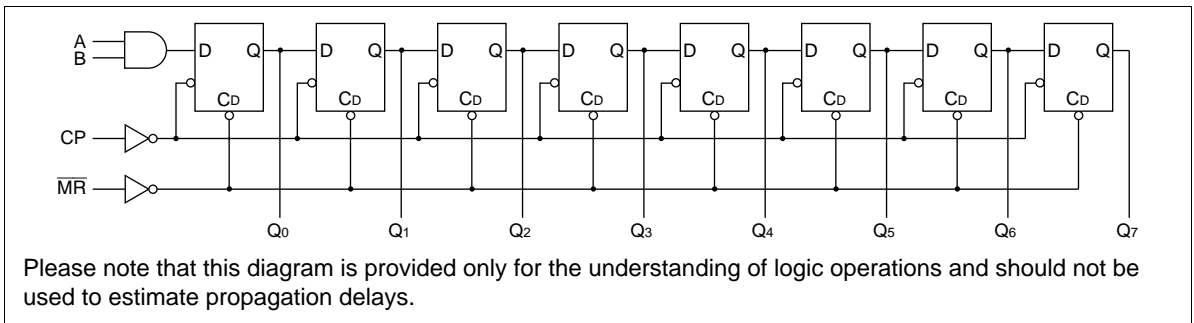 A
B
D Q D Q D Q D Q D Q D Q D Q D Q
CD CD CD CD CD CD CD CD
CP
MR
Q0 Q1 Q2 Q3 Q4 Q5 Q6 Q7
Please note that this diagram is provided only for the understanding of logic operations and should not be
used to estimate propagation delays.